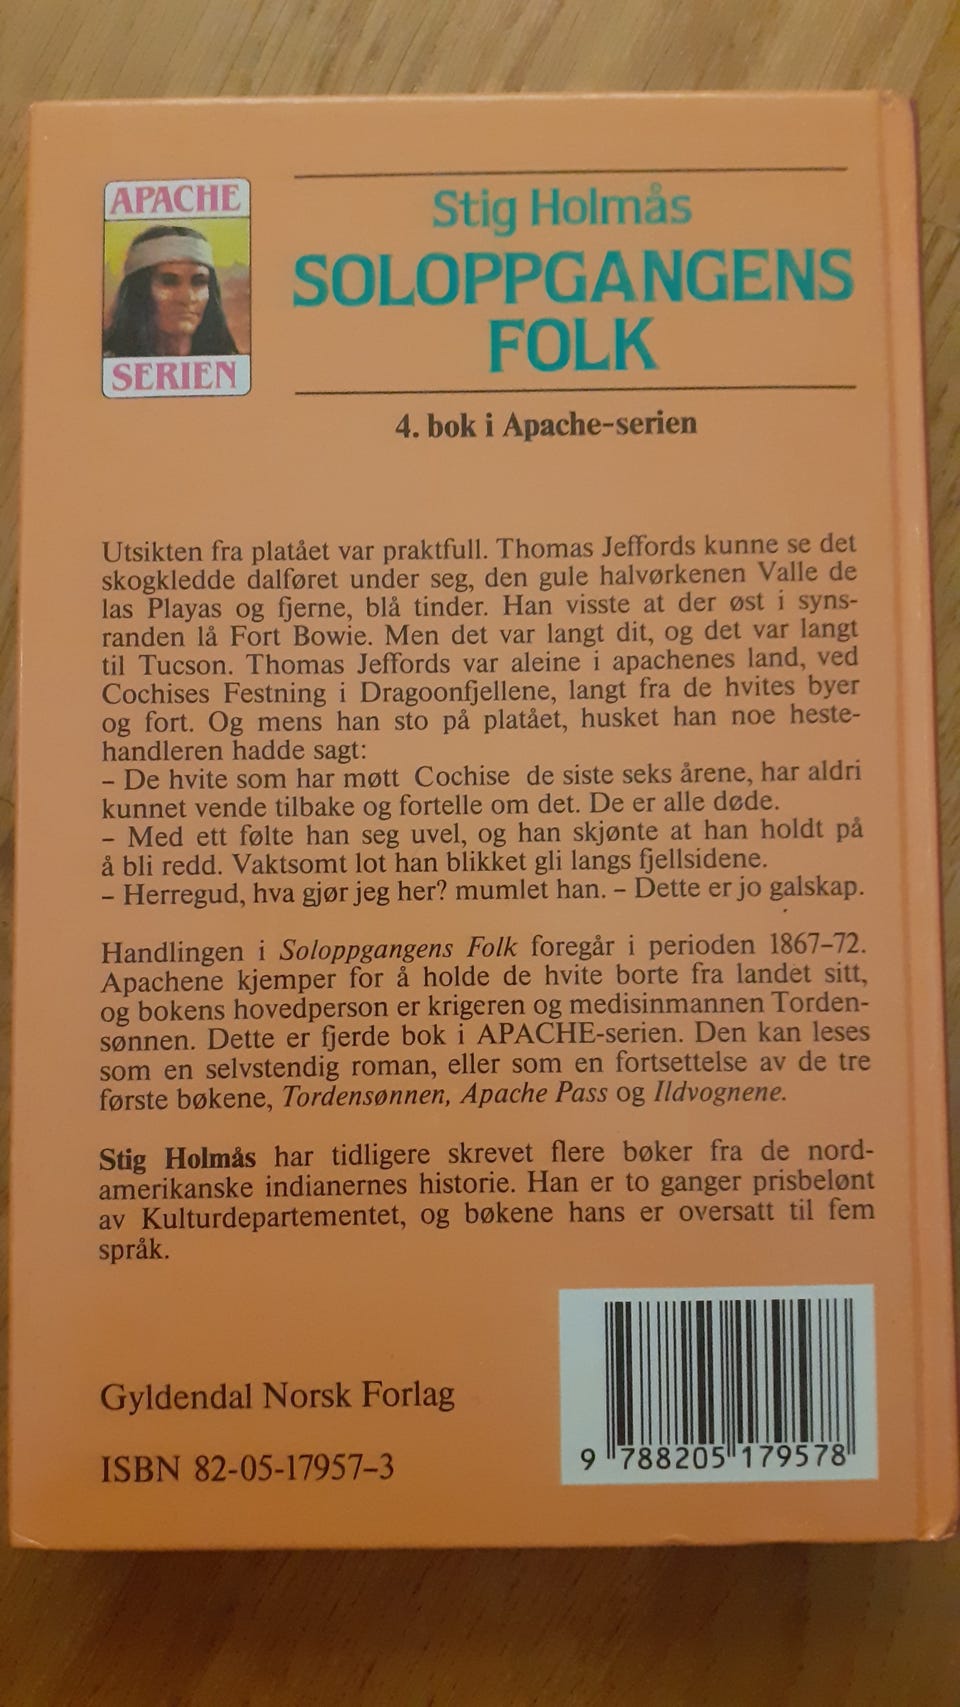 APACHE
SERIEN
Stig Holmås
SOLOPPGANGENS
FOLK
4. bok i Apache-serien
Utsikten fra platået var praktfull. Thomas Jeffords kunne se det
skogkledde dalføret under seg, den gule halvørkenen Valle de
las Playas og fjerne, blå tinder. Han visste at der øst i syns-
randen lå Fort Bowie. Men det var langt dit, og det var langt
til Tucson. Thomas Jeffords var aleine i apachenes land, ved
Cochises Festning i Dragoonfjellene, langt fra de hvites byer
og fort. Og mens han sto på platået, husket han noe heste-
handleren hadde sagt:
– De hvite som har møtt Cochise de siste seks årene, har aldri
kunnet vende tilbake og fortelle om det. De er alle døde.
– Med ett følte han seg uvel, og han skjønte at han holdt på
å bli redd. Vaktsomt lot han blikket gli langs fjellsidene.
– Herregud, hva gjør jeg her? mumlet han. – Dette er jo galskap.
Handlingen i Soloppgangens Folk foregår i perioden 1867–72.
Apachene kjemper for å holde de hvite borte fra landet sitt,
og bokens hovedperson er krigeren og medisinmannen Torden-
sønnen. Dette er fjerde bok i APACHE-serien. Den kan leses
som en selvstendig roman, eller som en fortsettelse av de tre
første bøkene, Tordensønnen, Apache Pass og Ildvognene.
Stig Holmås har tidligere skrevet flere bøker fra de nord-
amerikanske indianernes historie. Han er to ganger prisbelønt
av Kulturdepartementet, og bøkene hans er oversatt til fem
språk.
Gyldendal Norsk Forlag
ISBN 82-05-17957-3
9 788205 179578